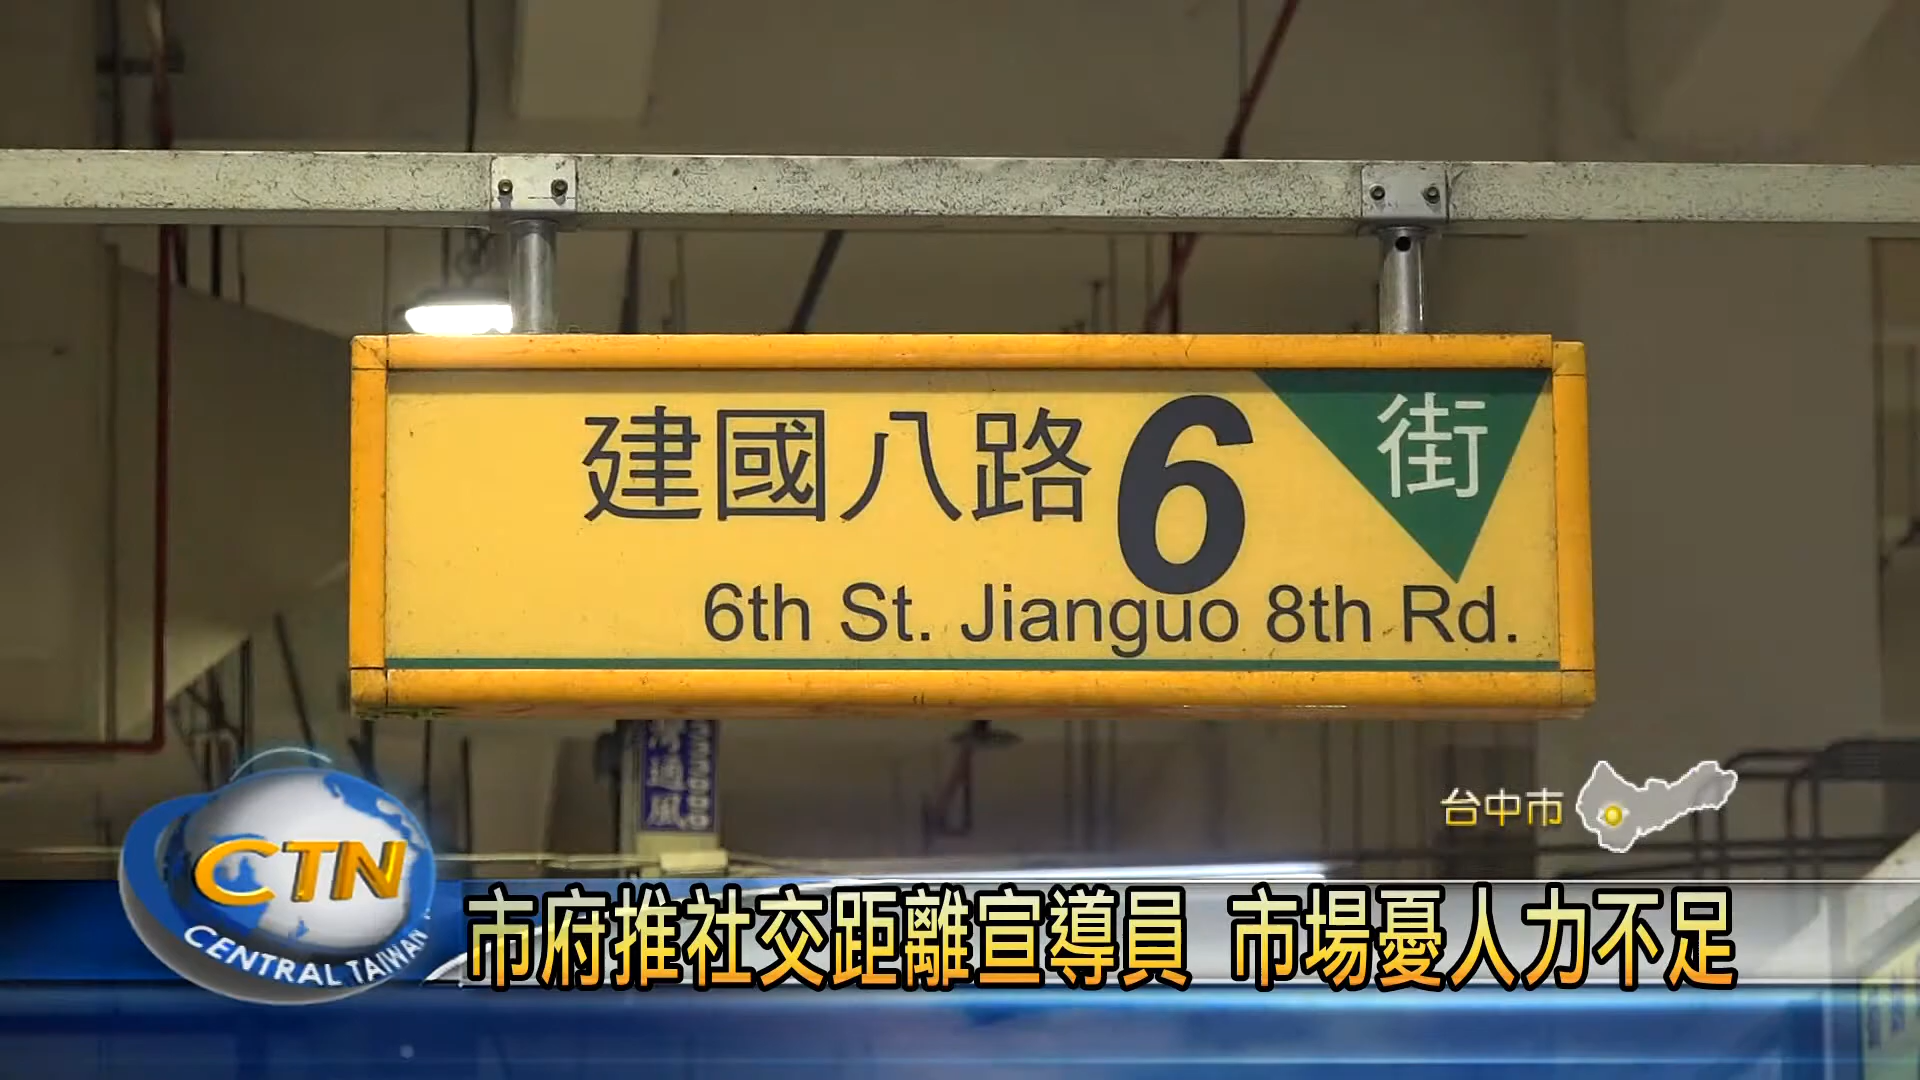 建國八路6街
6th St. Jianguo 8th Rd.
台中市
CTN
CENTRAL TAIWAN
市府推社交距離宣導員 市場憂人力不足